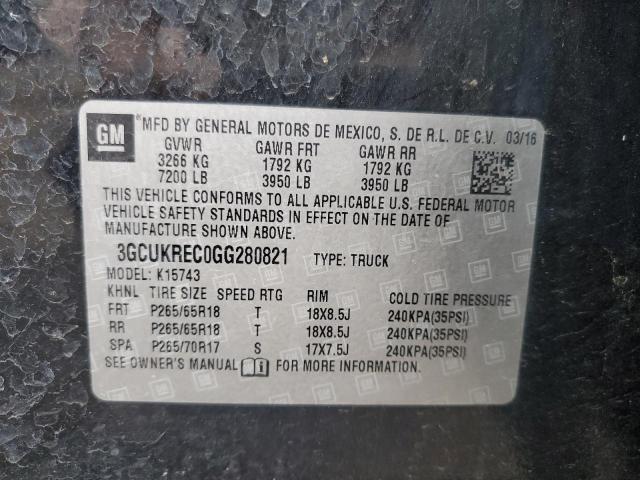 GM ®MFD BY GENERAL MOTORS DE MEXICO, S. DE R.L. DE C.V. 03/16
GVWR GAWR FRT GAWR RR
3266 KG 1792 KG 1792 KG
7200 LB 3950 LB 3950 LB
THIS VEHICLE CONFORMS TO ALL APPLICABLE U.S. FEDERAL MOTOR
VEHICLE SAFETY STANDARDS IN EFFECT ON THE DATE OF
MANUFACTURE SHOWN ABOVE.
3GCUKREC0GG280821 TYPE: TRUCK
MODEL: K15743
KHNL TIRE SIZE SPEED RTG RIM COLD TIRE PRESSURE
FRT P265/65R18 T 18X8.5J 240KPA(35PSI)
RR P265/65R18 T 18X8.5J 240KPA(35PSI)
SPA P265/70R17 S 17X7.5J 240KPA(35PSI)
SEE OWNER'S MANUAL FOR MORE INFORMATION.